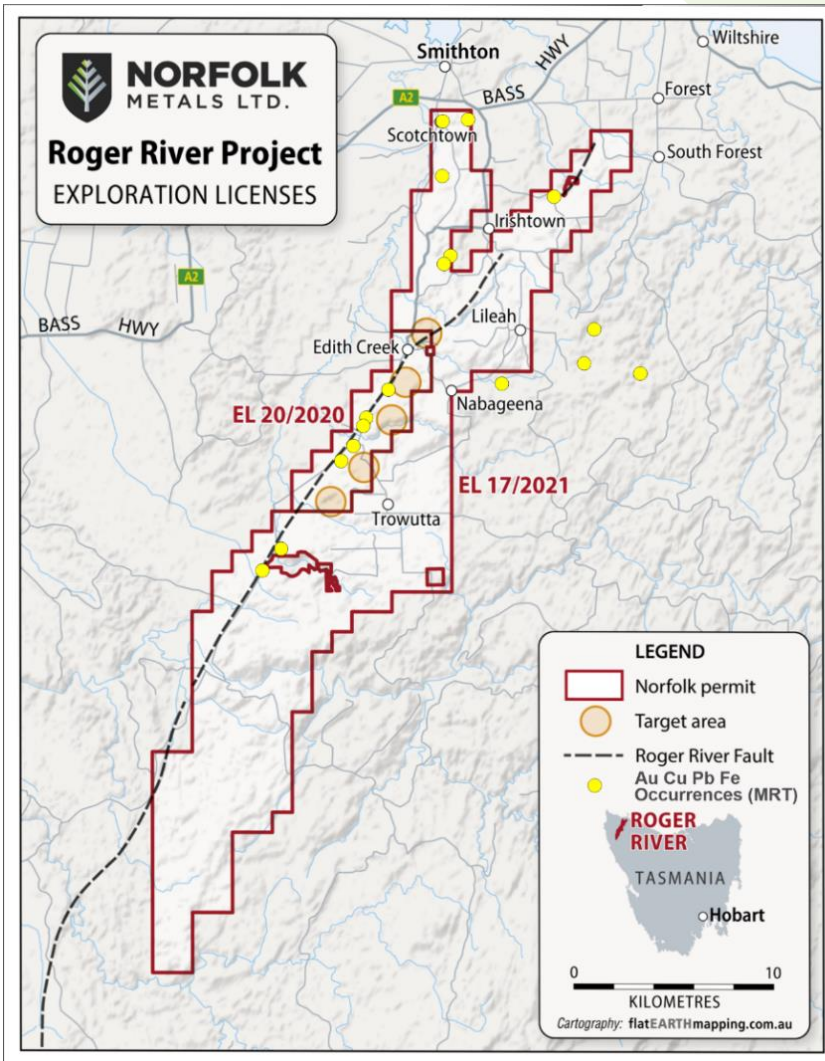 NORFOLK
METALS LTD.
Roger River Project
EXPLORATION LICENSES
Smithton
Wiltshire
HWY
BASS
A2
Forest
Scotchtown
South Forest
Irishtown
A2
BASS HWY
Lileah
Edith Creek
Nabageena
EL 20/2020
EL 17/2021
Trowutta
LEGEND
Norfolk permit
Target area
Roger River Fault
Au Cu Pb Fe
Occurrences (MRT)
ROGER
RIVER
TASMANIA
Hobart
0 10
KILOMETRES
Cartography: flatEARTHmapping.com.au